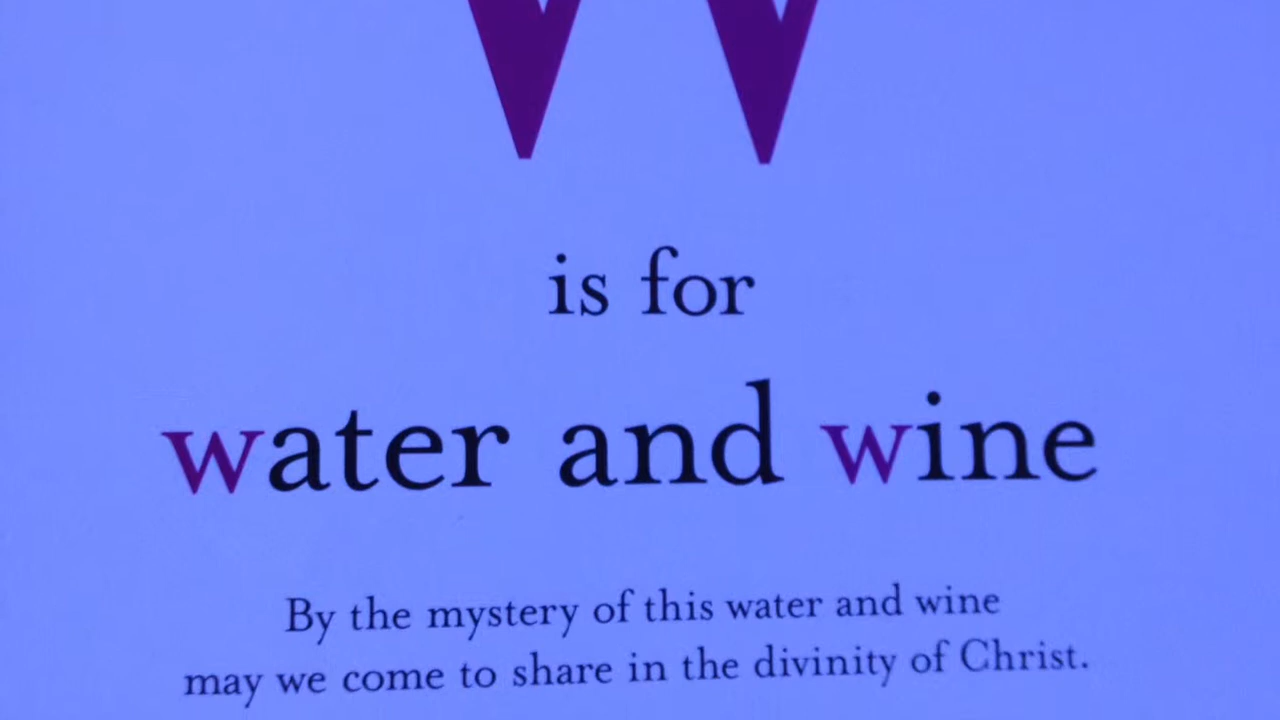 W
is for
water and wine
By the mystery of this water and wine
may we come to share in the divinity of Christ.